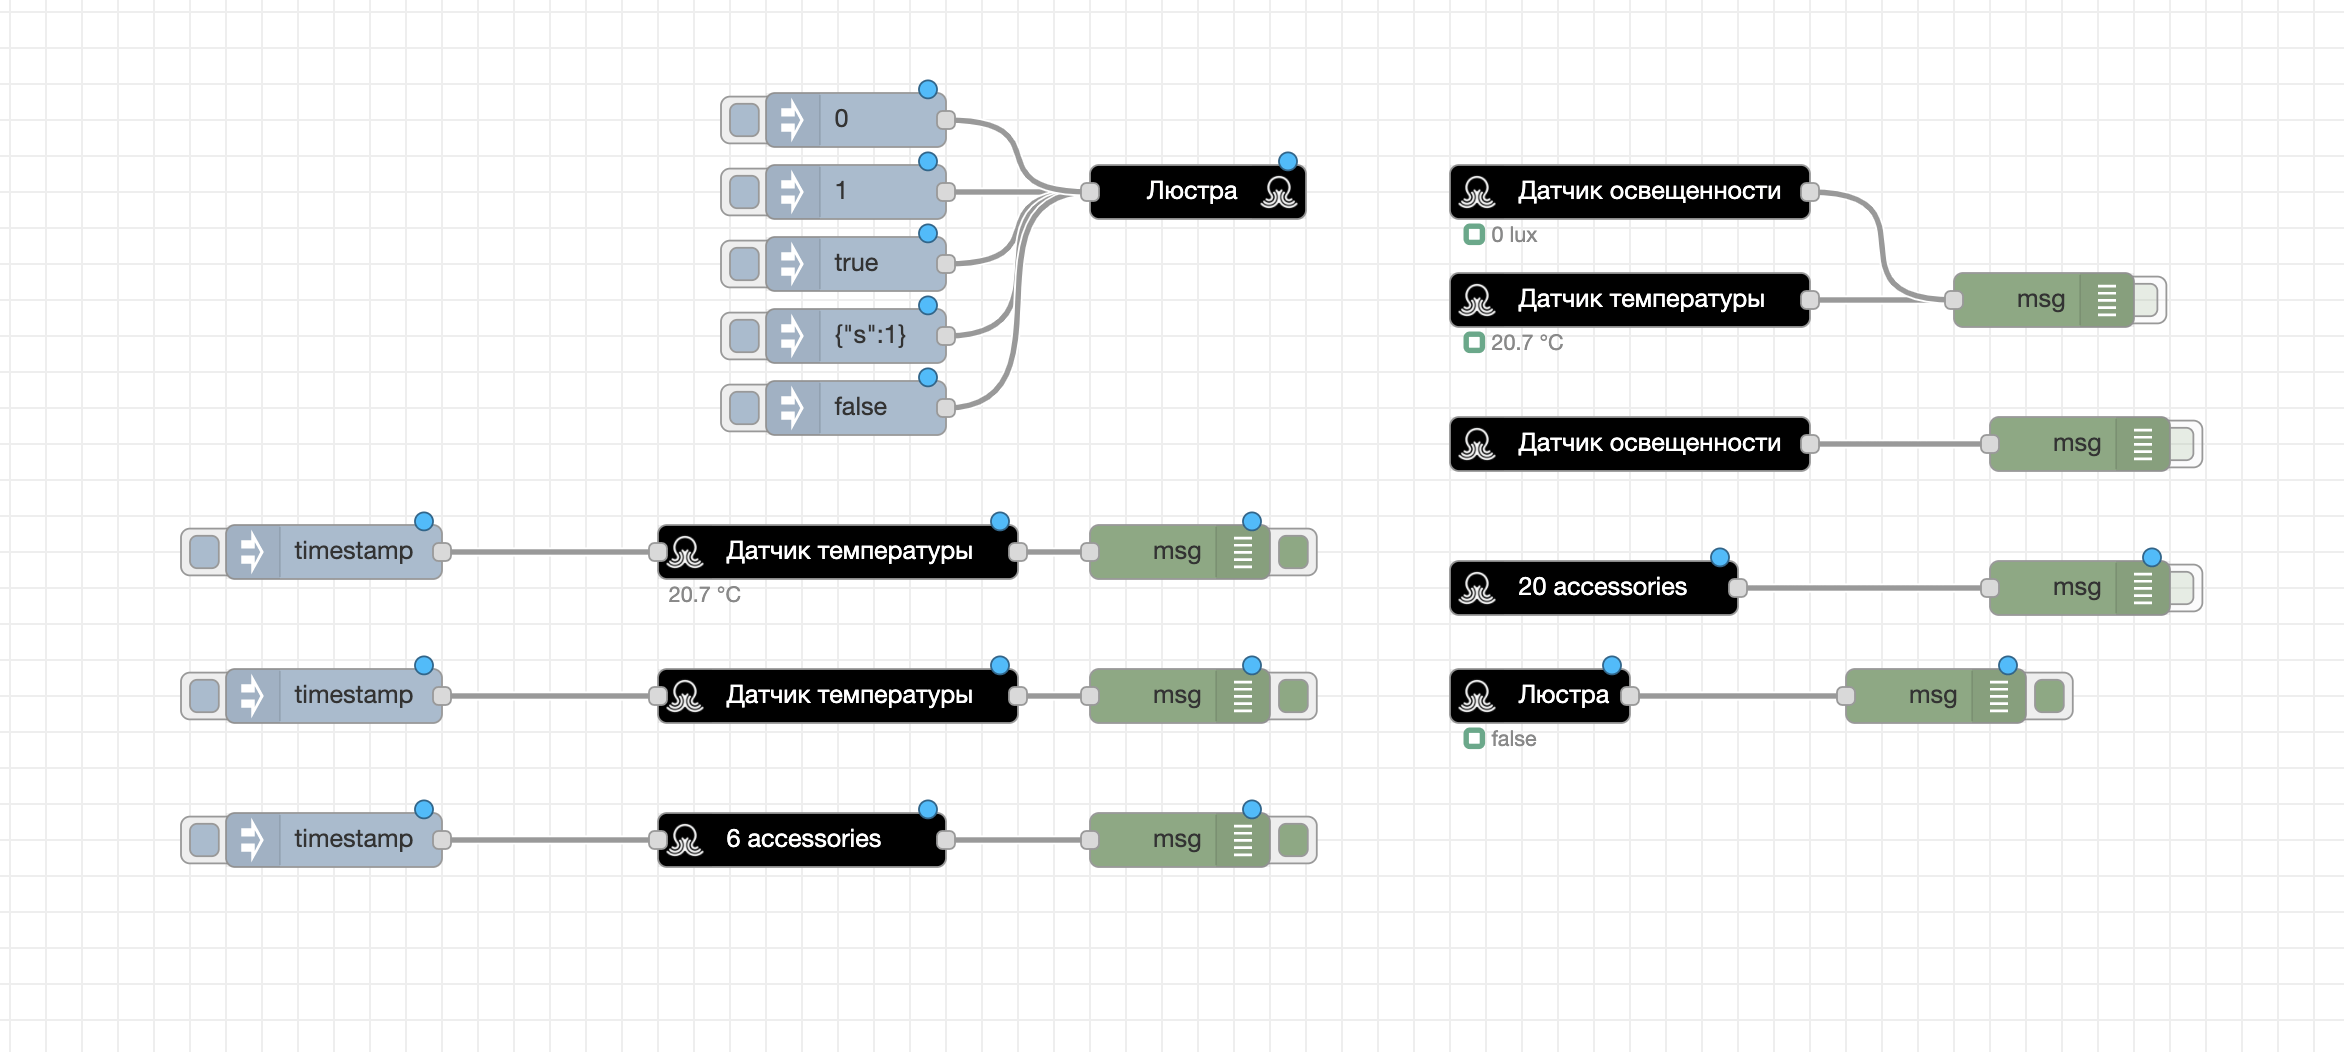 0
1
true
{"s":1}
false
Люстра
timestamp
Датчик температуры
msg
20.7 °C
timestamp
Датчик температуры
msg
timestamp
6 accessories
msg
Датчик освещенности
0 lux
Датчик температуры
msg
20.7 °C
Датчик освещенности
msg
20 accessories
msg
Люстра
msg
false